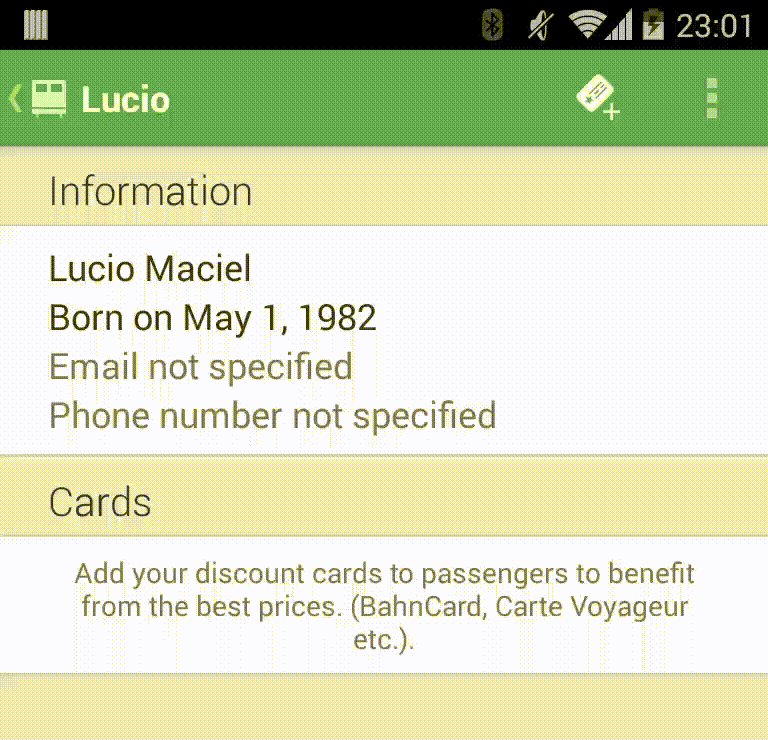 23:01
Lucio
Information
Lucio Maciel
Born on May 1, 1982
Email not specified
Phone number not specified
Cards
Add your discount cards to passengers to benefit
from the best prices. (BahnCard, Carte Voyageur
etc.).